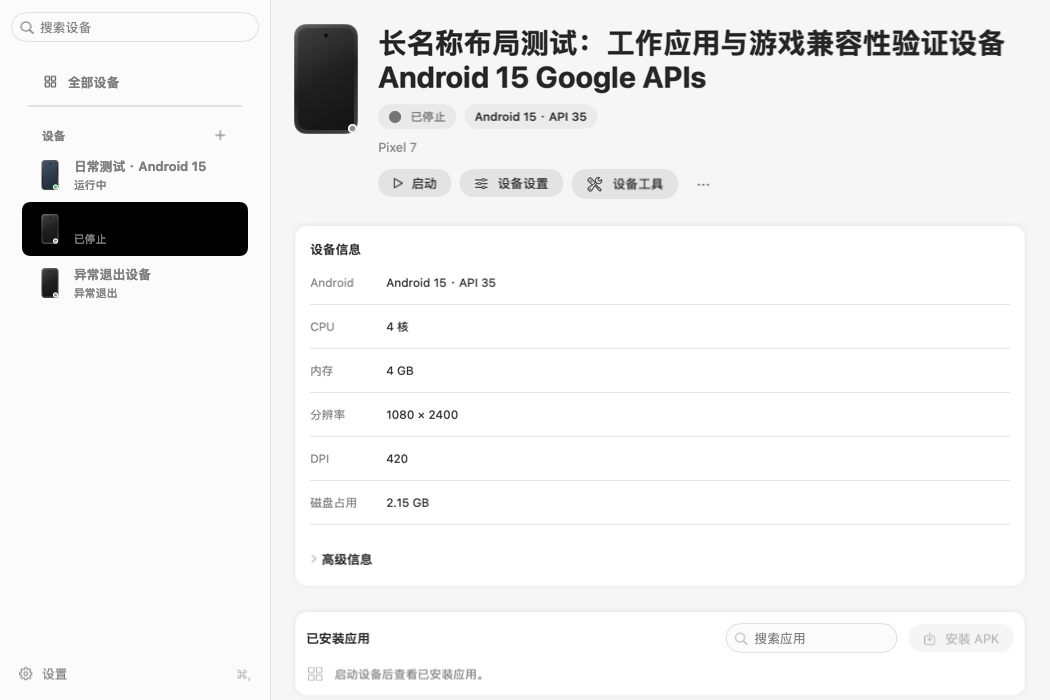 搜索设备
全部设备
设备
日常测试 · Android 15
运行中
已停止
异常退出设备
异常退出
设置
⌘,
长名称布局测试：工作应用与游戏兼容性验证设备
Android 15 Google APIs
已停止
Android 15 · API 35
Pixel 7
启动
设备设置
设备工具
设备信息
Android
Android 15 · API 35
CPU
4 核
内存
4 GB
分辨率
1080 × 2400
DPI
420
磁盘占用
2.15 GB
高级信息
已安装应用
搜索应用
安装 APK
启动设备后查看已安装应用。